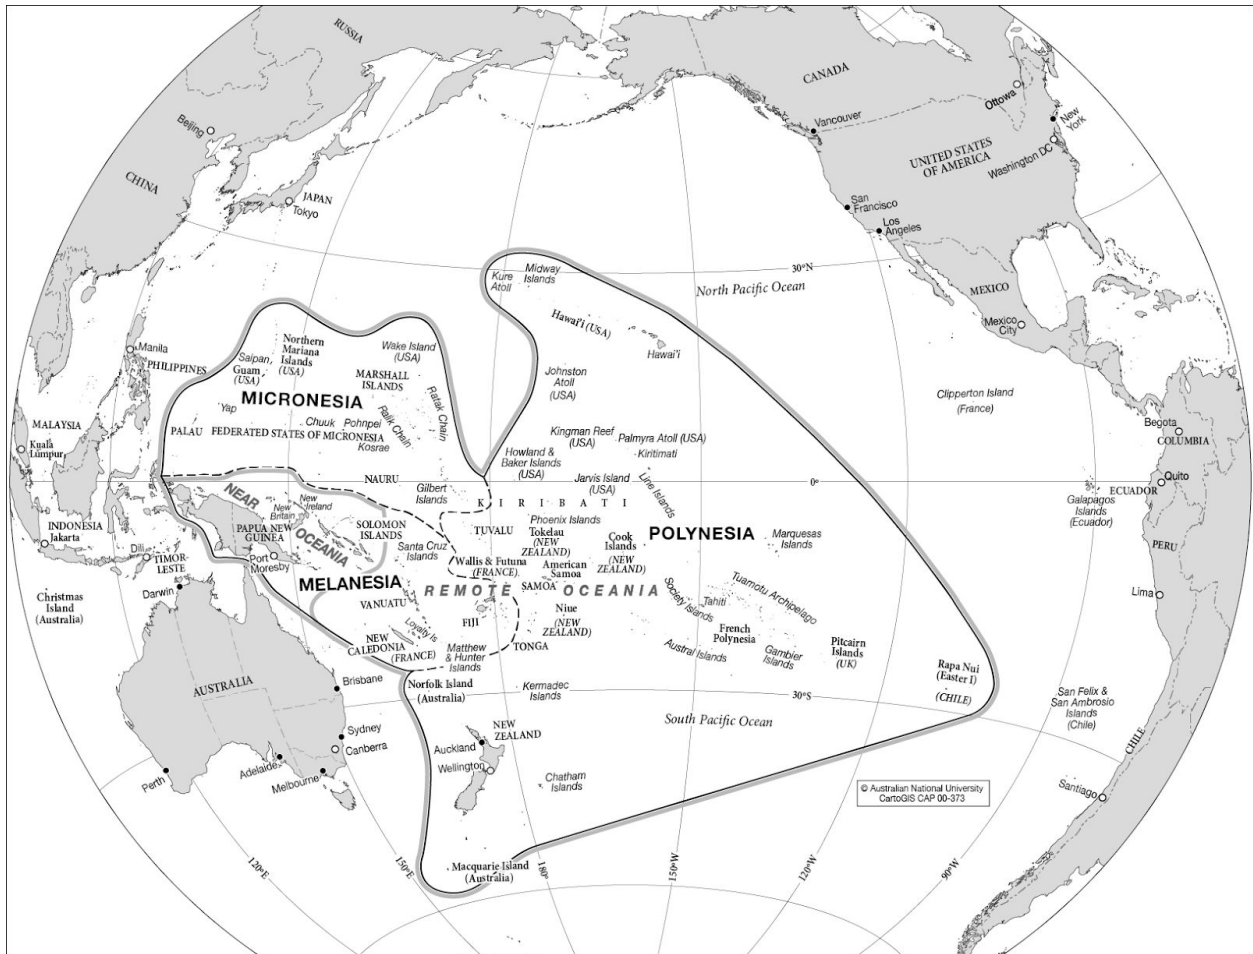 RUSSIA
CANADA
Ottowa
Vancouver
New
York
Beijing
UNITED STATES
OF AMERICA
Washington DC
CHINA
JAPAN
Tokyo
San
Francisco
Los
Angeles
Kure
Atoll
Midway
Islands
30ºN
North Pacific Ocean
MEXICO
Mexico
City
Hawai'i (USA)
Hawai'i
Manila
PHILIPPINES
Saipan
Guam
(USA)
Northern
Mariana
Islands
(USA)
Wake Island
(USA)
MARSHALL
ISLANDS
Johnston
Atoll
(USA)
MICRONESIA
Ratak Chain
Ralik Chain
Clipperton Island
(France)
Yap
Chuuk
Pohnpei
PALAU
FEDERATED STATES OF MICRONESIA
Kosrae
MALAYSIA
Kuala
Lumpur
Kingman Reef
(USA)
Palmyra Atoll (USA)
Kiritimati
Begota
COLUMBIA
Howland &
Baker Islands
(USA)
Jarvis Island
(USA)
Line Islands
0º
Quito
ECUADOR
NAURU
Gilbert
Islands
KIRIBATI
Galapagos
Islands
(Ecuador)
NEAR
OCEANIA
New
Britain
New
Ireland
INDONESIA
Jakarta
PAPUA NEW
GUINEA
SOLOMON
ISLANDS
TUVALU
Phoenix Islands
Tokelau
(NEW
ZEALAND)
Cook
Islands
(NEW
ZEALAND)
POLYNESIA
Marquesas
Islands
PERU
Dili
TIMOR
LESTE
Port
Moresby
Santa Cruz
Islands
Wallis & Futuna
(FRANCE)
American
Samoa
SAMOA
MELANESIA
REMOTE OCEANIA
Christmas
Island
(Australia)
Darwin
VANUATU
Society Islands
Tahiti
Tuamotu Archipelago
Lima
Loyalty Is
FIJI
Niue
(NEW
ZEALAND)
French
Polynesia
NEW
CALEDONIA
(FRANCE)
Matthew
& Hunter
Islands
TONGA
Austral Islands
Gambier
Islands
Pitcairn
Islands
(UK)
Rapa Nui
(Easter I)
(CHILE)
AUSTRALIA
Brisbane
Norfolk Island
(Australia)
Kermadec
Islands
30ºS
San Felix &
San Ambrosio
Islands
(Chile)
South Pacific Ocean
Sydney
Canberra
Auckland
NEW
ZEALAND
CHILE
Perth
Adelaide
Melbourne
Wellington
Chatham
Islands
Santiago
© Australian National University
CartoGIS CAP 00-373
Macquarie Island
(Australia)
120ºE
150ºE
180º
150ºW
120ºW
90ºW